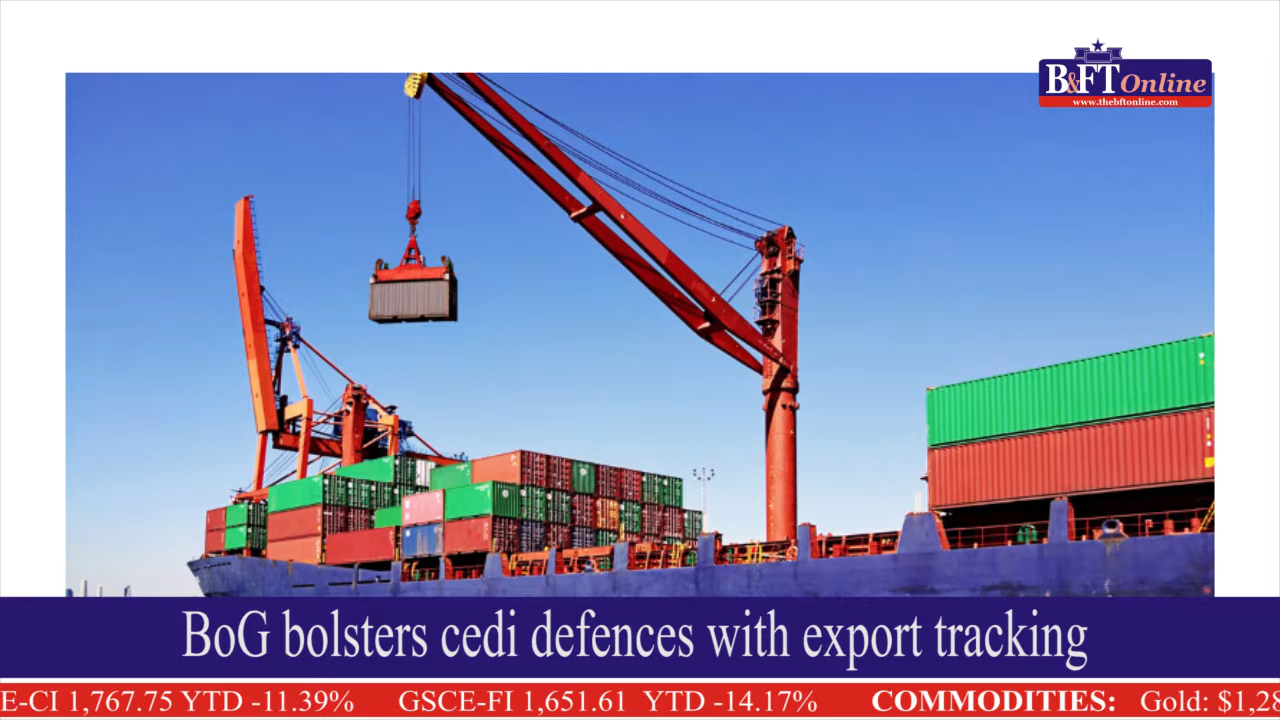 B&FT Online
www.thebftonline.com
BoG bolsters cedi defences with export tracking
E-CI 1,767.75 YTD -11.39% GSCE-FI 1,651.61 YTD -14.17% COMMODITIES: Gold: $1,28